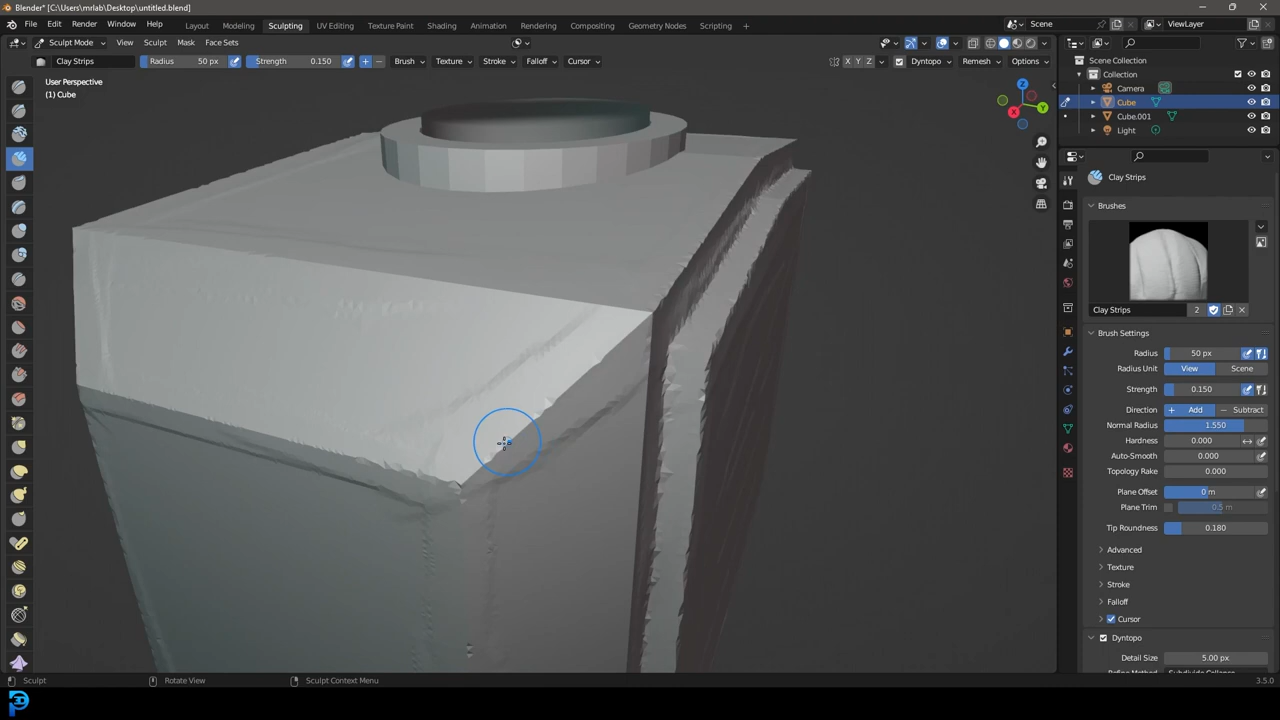 Blender* [C:\Users\mrlab\Desktop\untitled.blend]
File Edit Render Window Help Layout Modeling Sculpting UV Editing Texture Paint Shading Animation Rendering Compositing Geometry Nodes Scripting + Scene ViewLayer
Sculpt Mode View Sculpt Mask Face Sets
Clay Strips Radius 50 px Strength 0.150 Brush Texture Stroke Falloff Cursor X Y Z Dyntopo Remesh Options
User Perspective
(1) Cube
Z
Y
X
Scene Collection
Collection
Camera
Cube
Cube.001
Light
Clay Strips
Brushes
Clay Strips 2
Brush Settings
Radius 50 px
Radius Unit View Scene
Strength 0.150
Direction + Add − Subtract
Normal Radius 1.550
Hardness 0.000
Auto-Smooth 0.000
Topology Rake 0.000
Plane Offset 0 m
Plane Trim 0.5 m
Tip Roundness 0.180
Advanced
Texture
Stroke
Falloff
Cursor
Dyntopo
Detail Size 5.00 px
Sculpt Rotate View Sculpt Context Menu 3.5.0